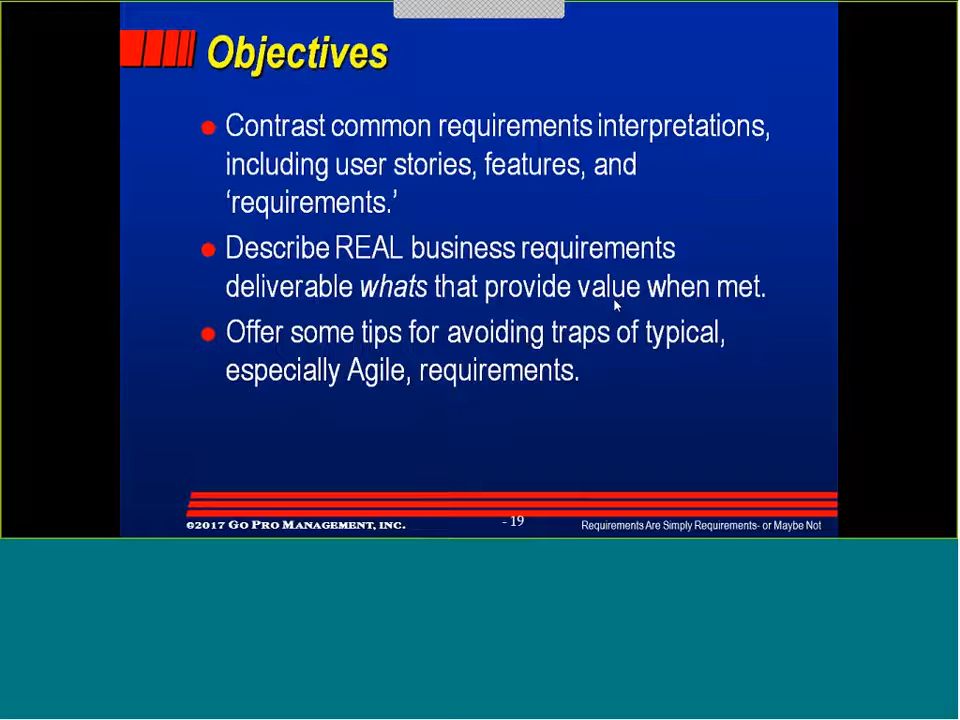 Objectives
Contrast common requirements interpretations,
including user stories, features, and
‘requirements.’
Describe REAL business requirements
deliverable whats that provide value when met.
Offer some tips for avoiding traps of typical,
especially Agile, requirements.
©2017 GO PRO MANAGEMENT, INC.
- 19
Requirements Are Simply Requirements- or Maybe Not